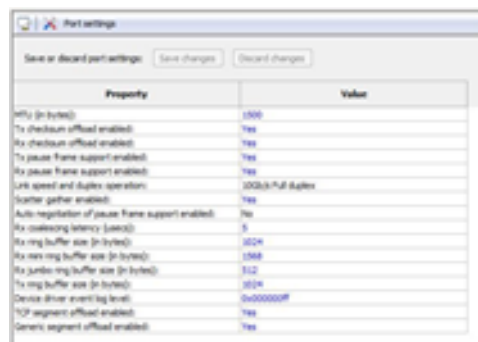 Port settings
Save or discard port settings: Save changes Discard changes
Property Value
MTU (in bytes): 1500
Tx checksum offload enabled: Yes
Rx checksum offload enabled: Yes
Tx pause frame support enabled: Yes
Rx pause frame support enabled: Yes
Link speed and duplex operation: 10Gb/s Full duplex
Scatter gather enabled: Yes
Auto negotiation of pause frame support enabled: No
Rx coalescing latency (usecs): 5
Rx ring buffer size (in bytes): 1024
Rx mini ring buffer size (in bytes): 1568
Rx jumbo ring buffer size (in bytes): 512
Tx ring buffer size (in bytes): 1024
Device driver event log level: 0x000000ff
TCP segment offload enabled: Yes
Generic segment offload enabled: Yes